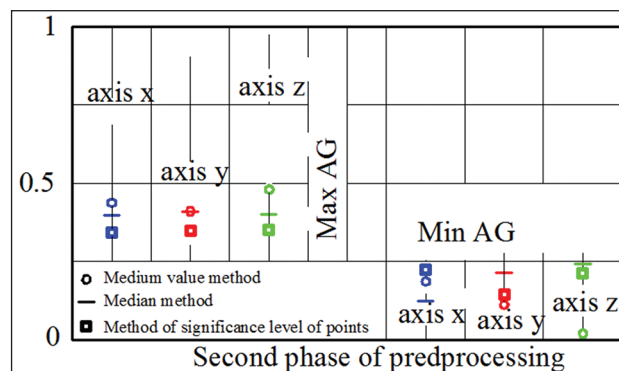 1
axis x
axis z
axis y
0.5
Max AG
Min AG
Medium value method
Median method
Method of significance level of points
axis x
axis y
axis z
0
Second phase of predprocessing